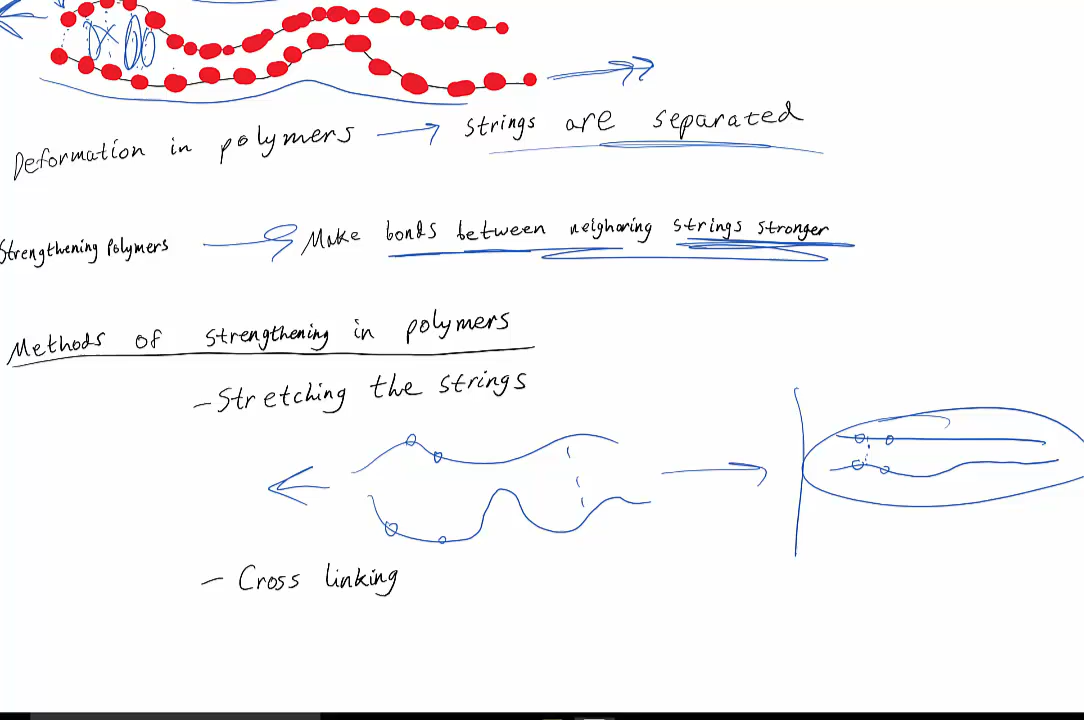 Deformation in polymers → strings are separated
Strengthening polymers → Make bonds between neigharing strings stronger
Methods of strengthening in polymers
- Stretching the strings
- Cross linking